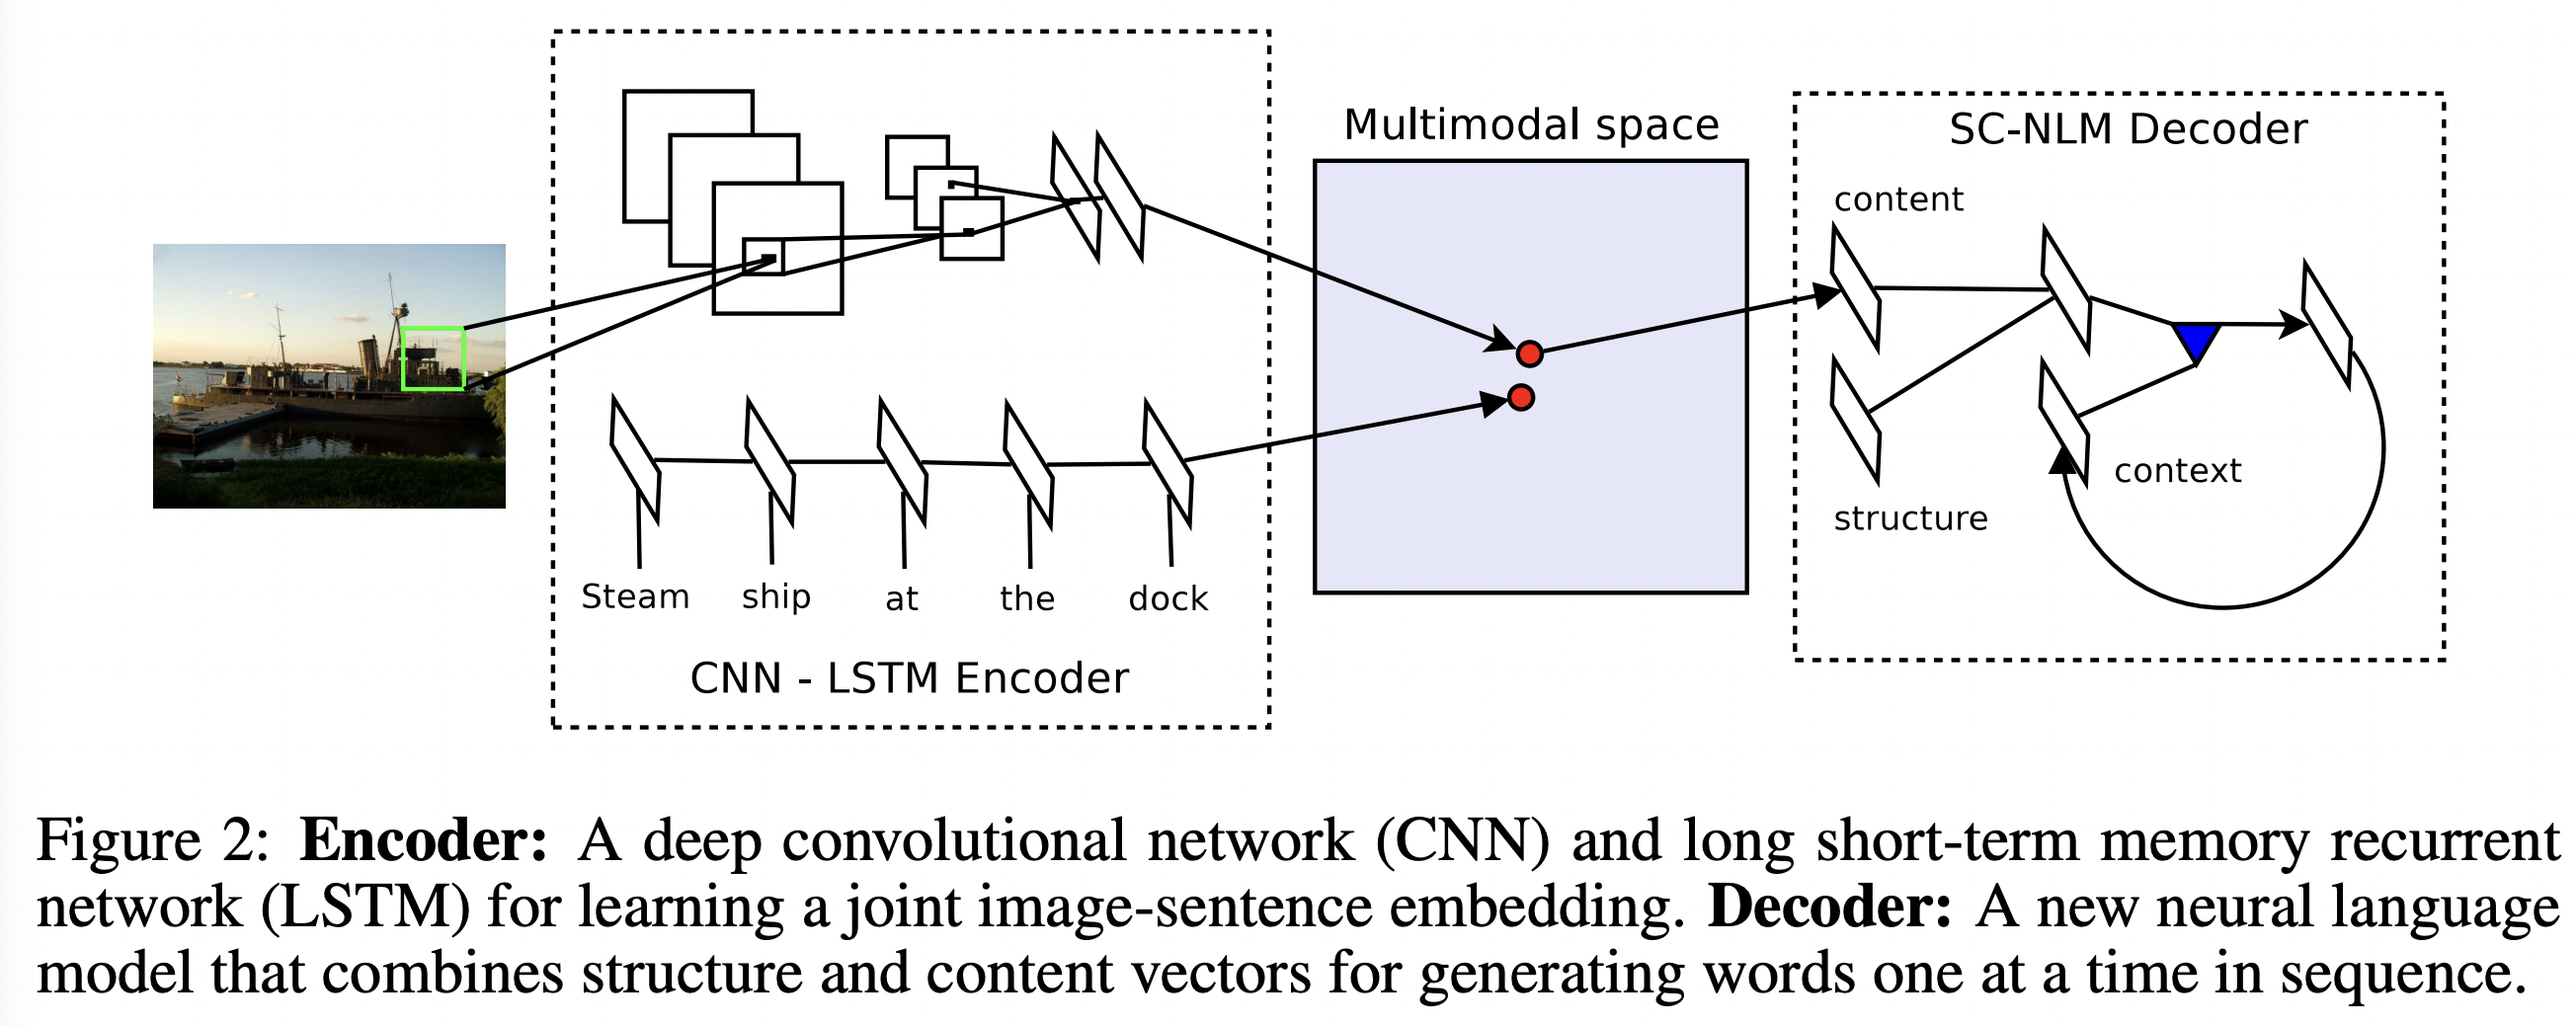 Multimodal space
SC-NLM Decoder
content
structure
context
Steam ship at the dock
CNN - LSTM Encoder
Figure 2: Encoder: A deep convolutional network (CNN) and long short-term memory recurrent
network (LSTM) for learning a joint image-sentence embedding. Decoder: A new neural language
model that combines structure and content vectors for generating words one at a time in sequence.